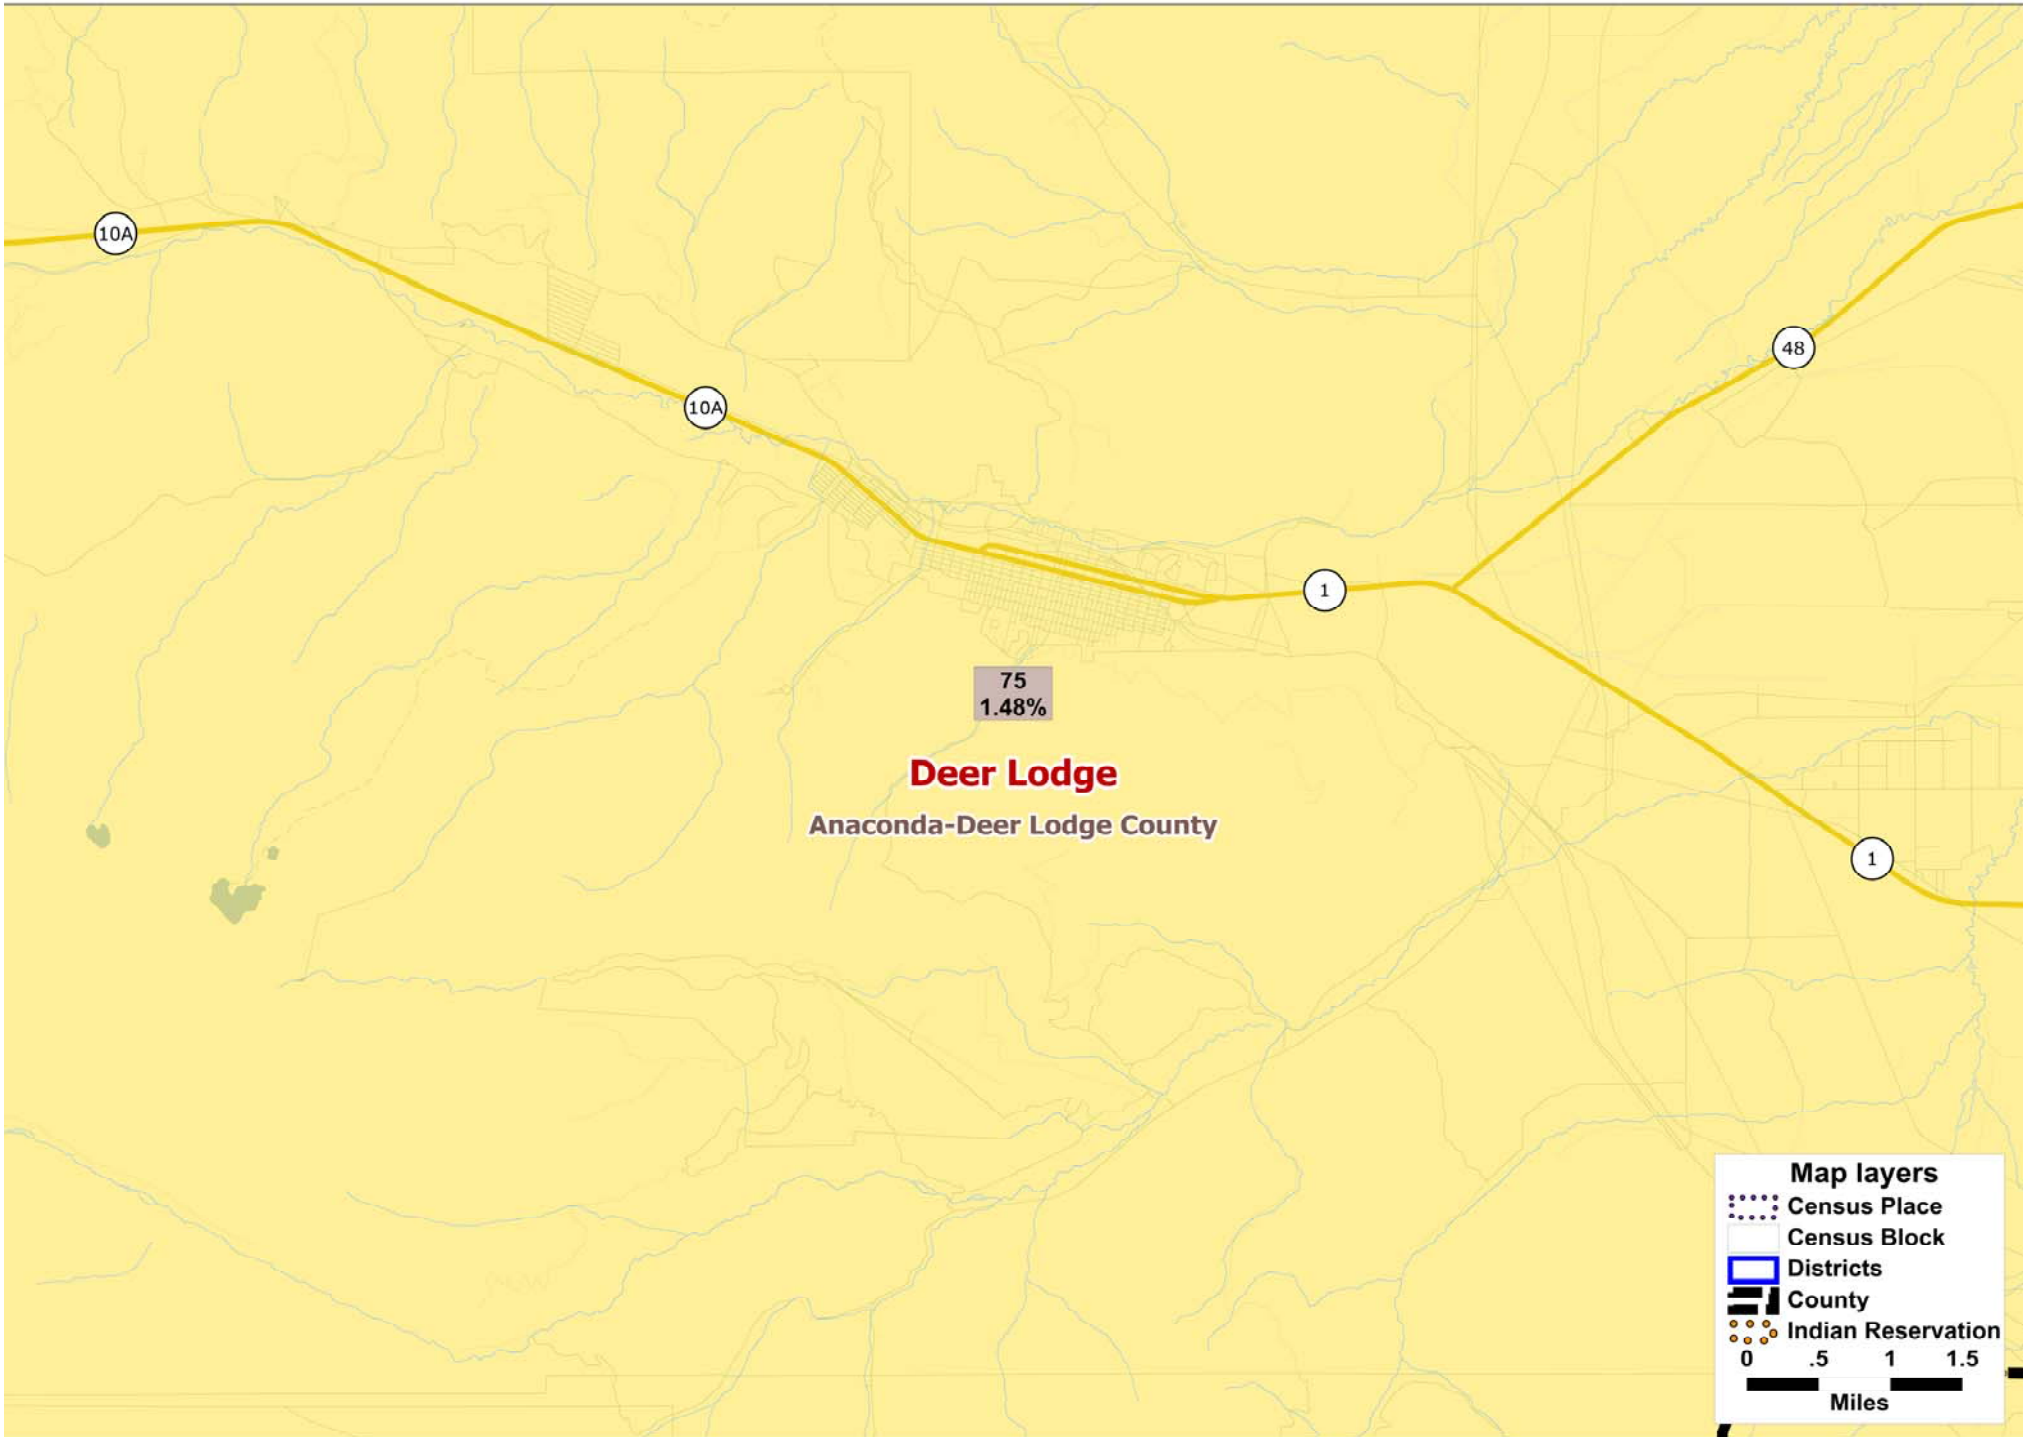 10A
48
10A
1
75
1.48%
Deer Lodge
Anaconda-Deer Lodge County
1
Map layers
Census Place
Census Block
Districts
County
Indian Reservation
0 .5 1 1.5
Miles